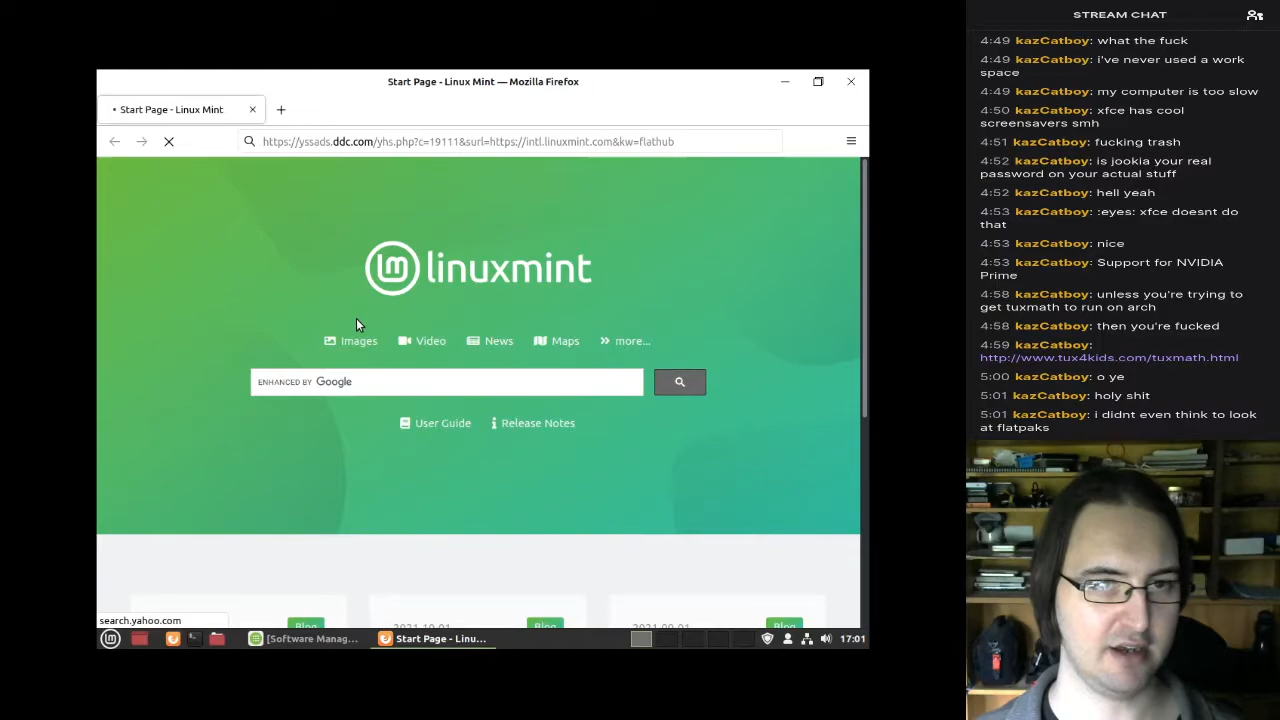 Start Page - Linux Mint — Mozilla Firefox
Start Page - Linux Mint
https://yssads.ddc.com/yhs.php?c=19111&surl=https://intl.linuxmint.com&kw=flathub
linuxmint
Images
Video
News
Maps
more...
ENHANCED BY Google
User Guide
Release Notes
Blog
2021-10-01
Blog
2021-09-01
Blog
search.yahoo.com
[Software Manag...
Start Page - Linu...
17:01
STREAM CHAT
4:49 kazCatboy: what the fuck
4:49 kazCatboy: i've never used a work
space
4:49 kazCatboy: my computer is too slow
4:50 kazCatboy: xfce has cool
screensavers smh
4:51 kazCatboy: fucking trash
4:52 kazCatboy: is jookia your real
password on your actual stuff
4:52 kazCatboy: hell yeah
4:53 kazCatboy: :eyes: xfce doesnt do
that
4:53 kazCatboy: nice
4:53 kazCatboy: Support for NVIDIA
Prime
4:58 kazCatboy: unless you're trying to
get tuxmath to run on arch
4:58 kazCatboy: then you're fucked
4:59 kazCatboy:
http://www.tux4kids.com/tuxmath.html
5:00 kazCatboy: o ye
5:01 kazCatboy: holy shit
5:01 kazCatboy: i didnt even think to look
at flatpaks